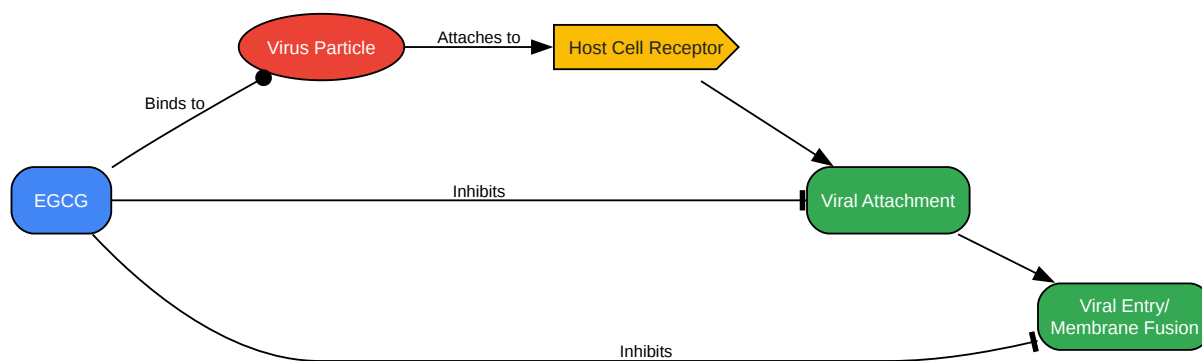 Virus Particle
Attaches to
Host Cell Receptor
Binds to
EGCG
Inhibits
Viral Attachment
Viral Entry/
Membrane Fusion
Inhibits